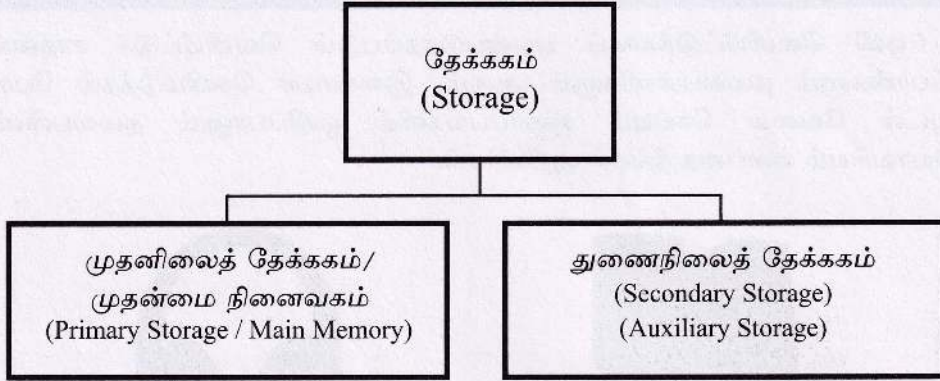 தேக்ககம்
(Storage)
முதனிலைத் தேக்ககம்/
முதன்மை நினைவகம்
(Primary Storage / Main Memory)
துணைநிலைத் தேக்ககம்
(Secondary Storage)
(Auxiliary Storage)